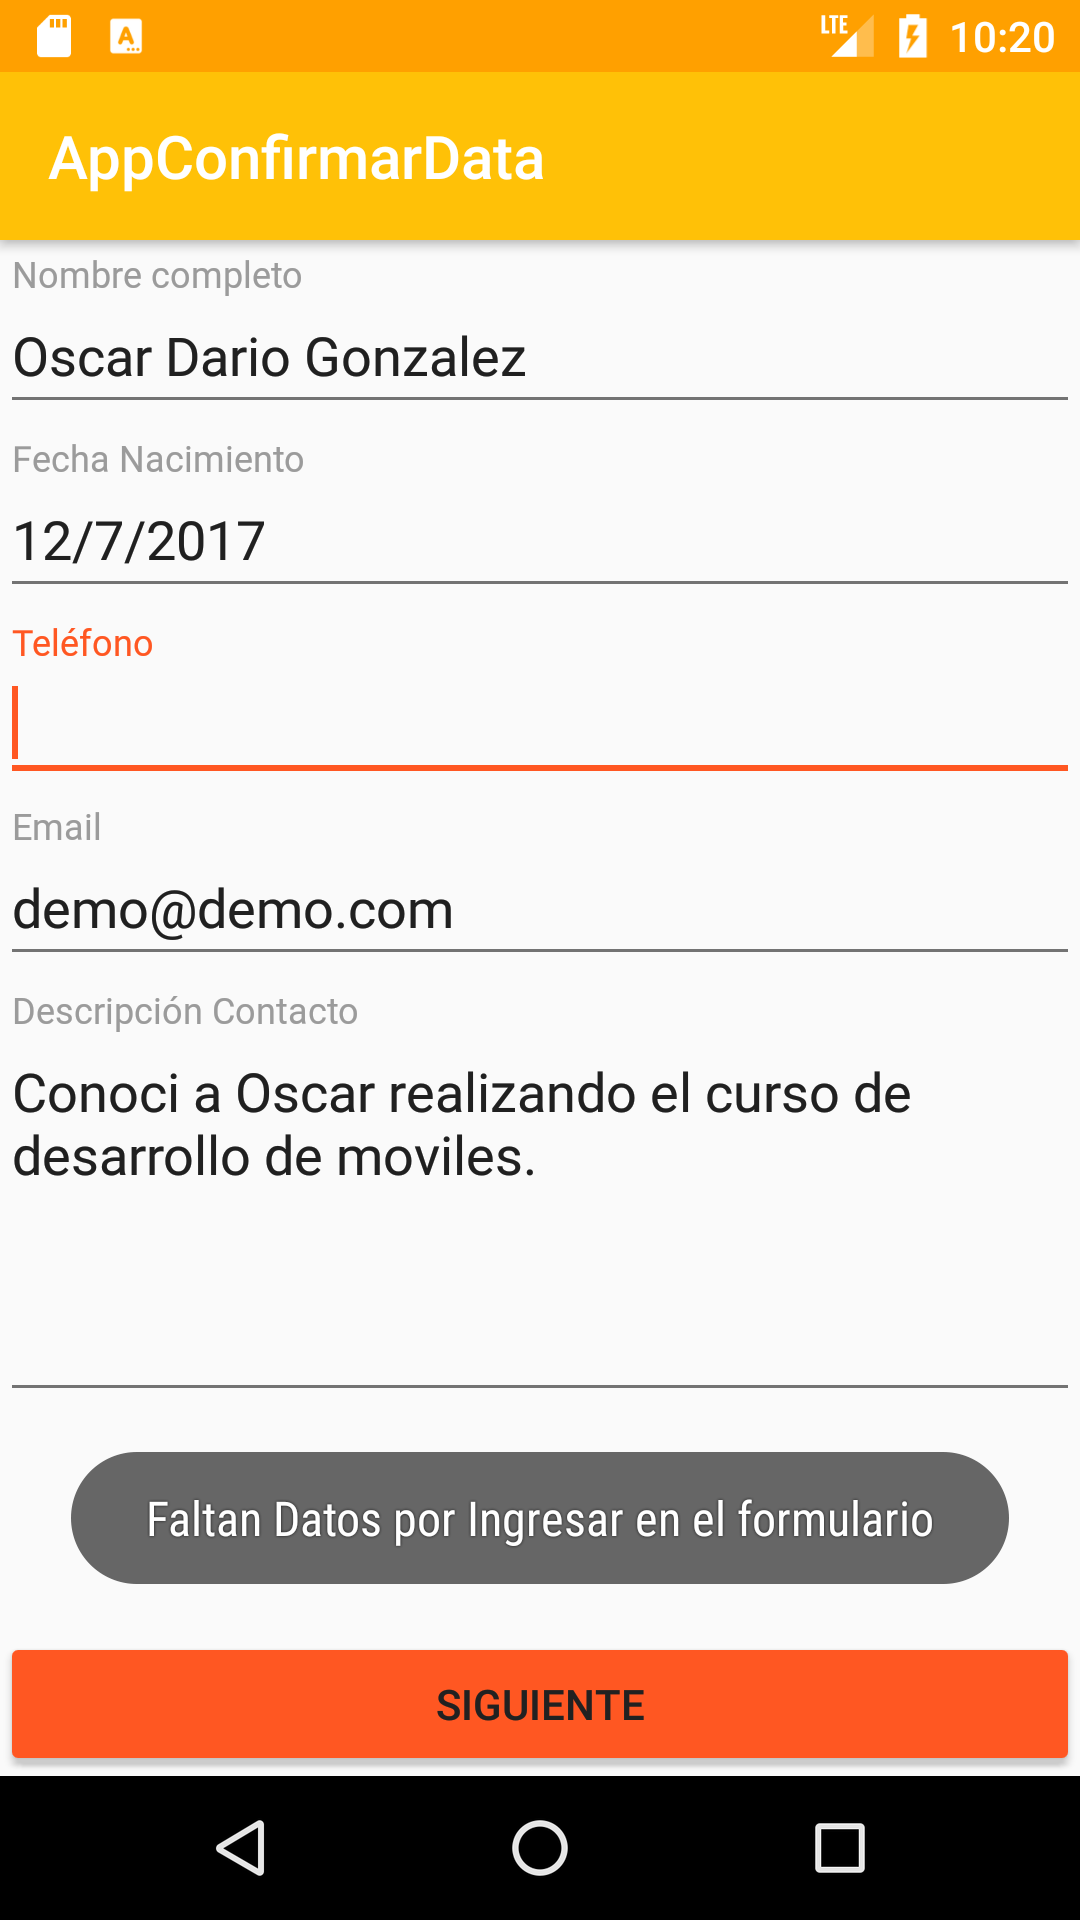 LTE 10:20
AppConfirmarData
Nombre completo
Oscar Dario Gonzalez
Fecha Nacimiento
12/7/2017
Teléfono
Email
demo@demo.com
Descripción Contacto
Conoci a Oscar realizando el curso de
desarrollo de moviles.
Faltan Datos por Ingresar en el formulario
SIGUIENTE